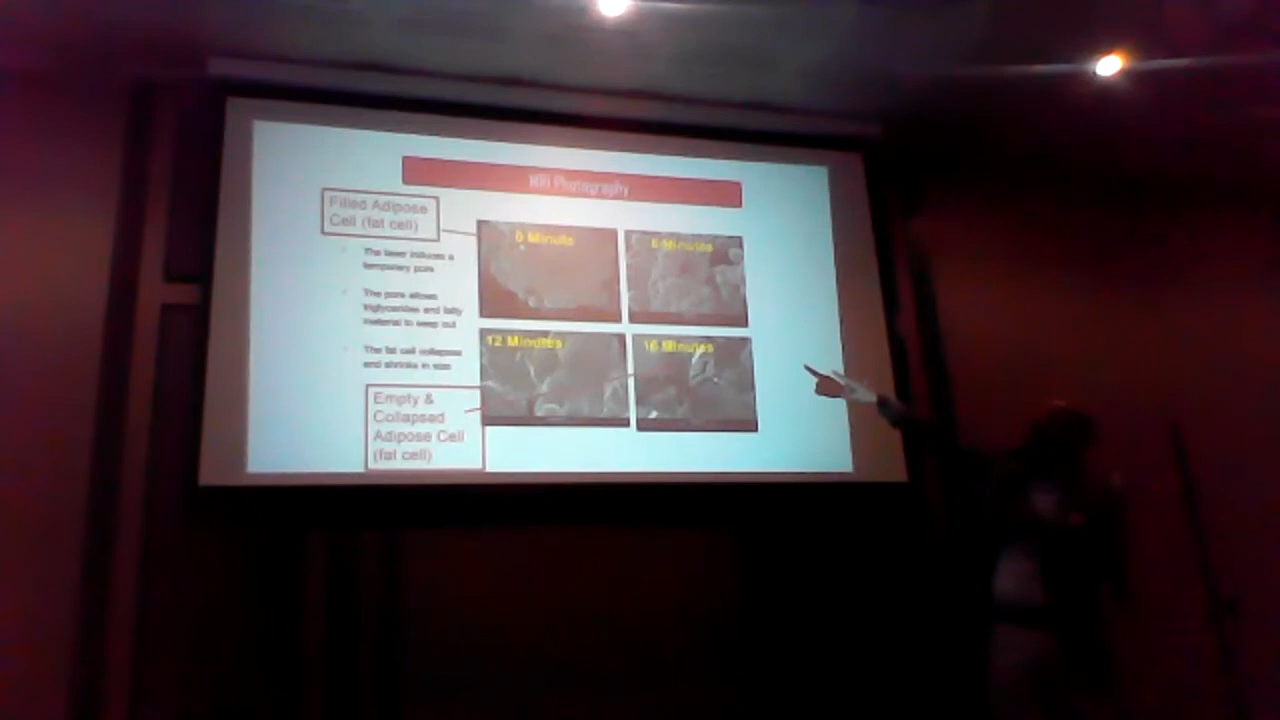 MRI Photography
Filled Adipose
Cell (fat cell)
The laser induces a
temporary pore
The pore allows
triglycerides and fatty
material to seep out
The fat cell collapses
and shrinks in size
Empty &
Collapsed
Adipose Cell
(fat cell)
0 Minute
6 Minutes
12 Minutes
16 Minutes